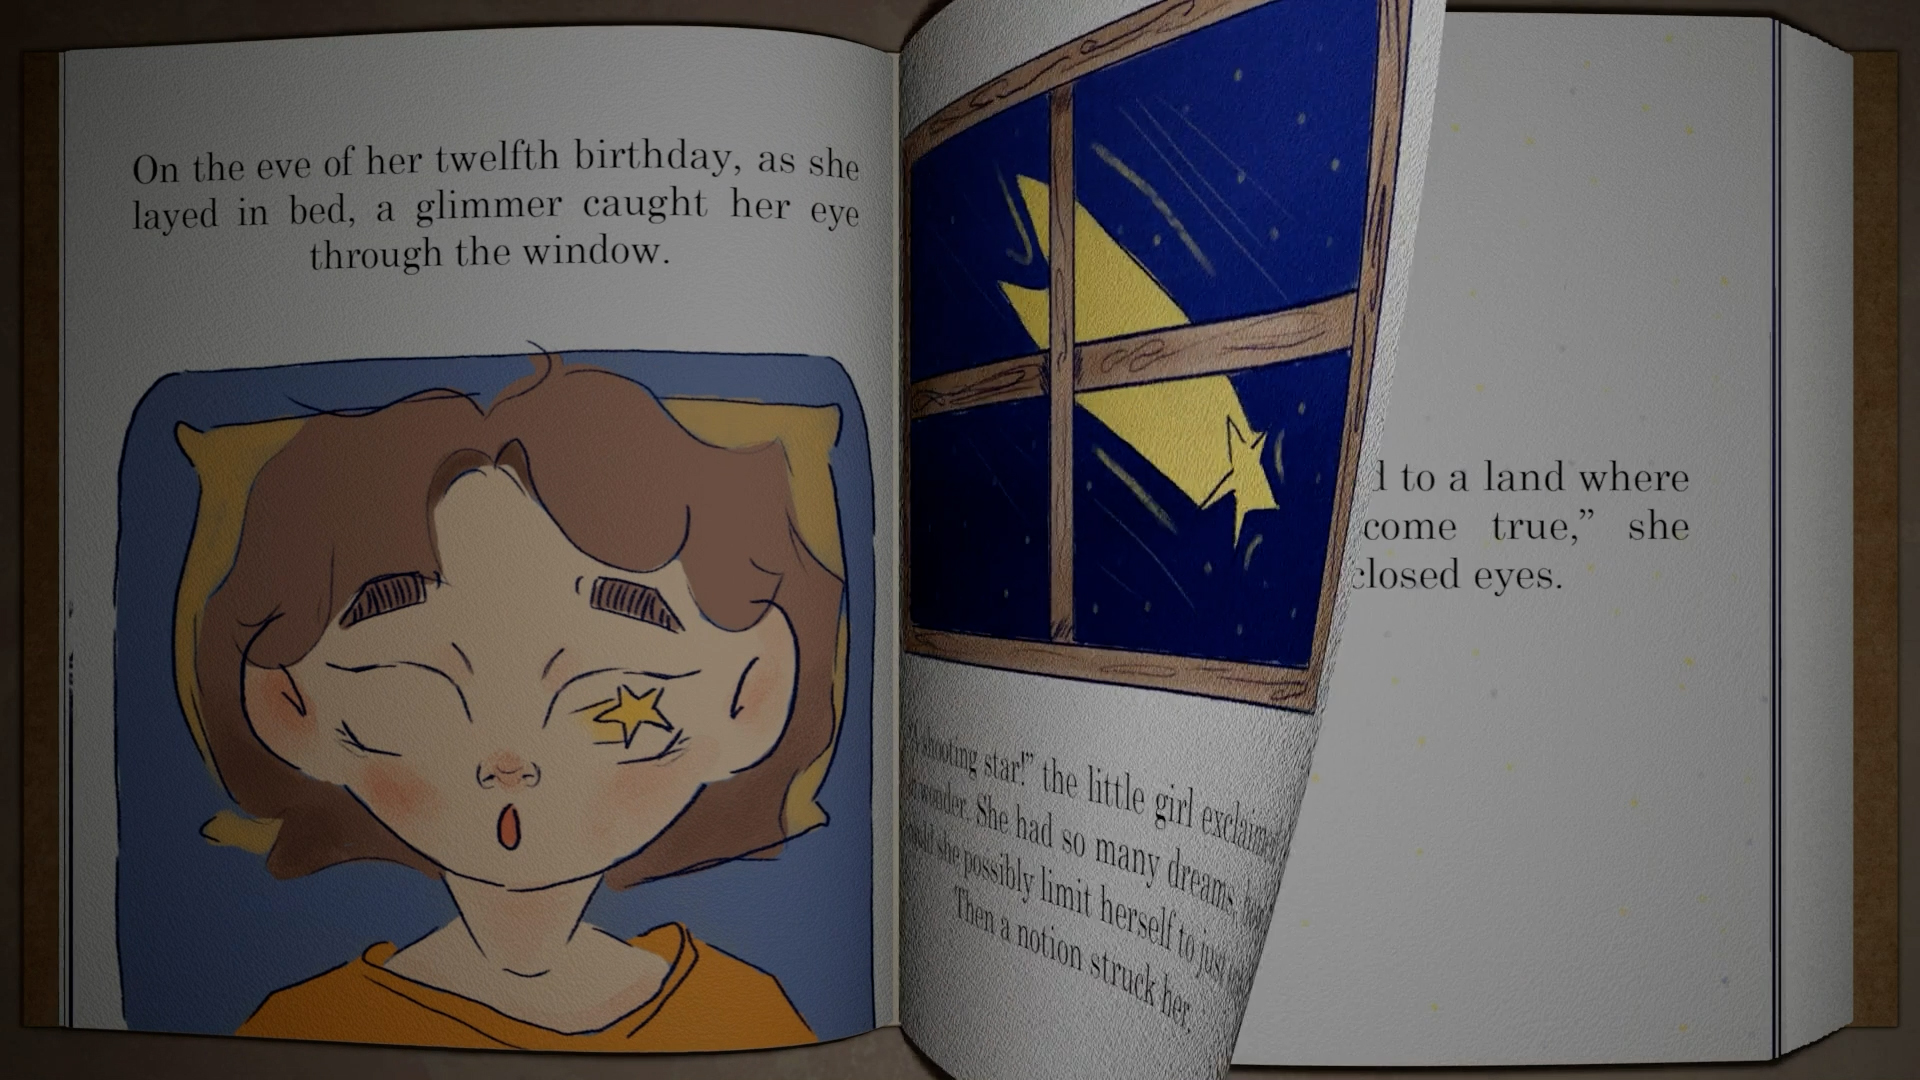 On the eve of her twelfth birthday, as she
layed in bed, a glimmer caught her eye
through the window.
shooting star!” the little girl exclaimed
wonder. She had so many dreams,
she possibly limit herself to just
Then a notion struck her.
to a land where
come true,” she
closed eyes.